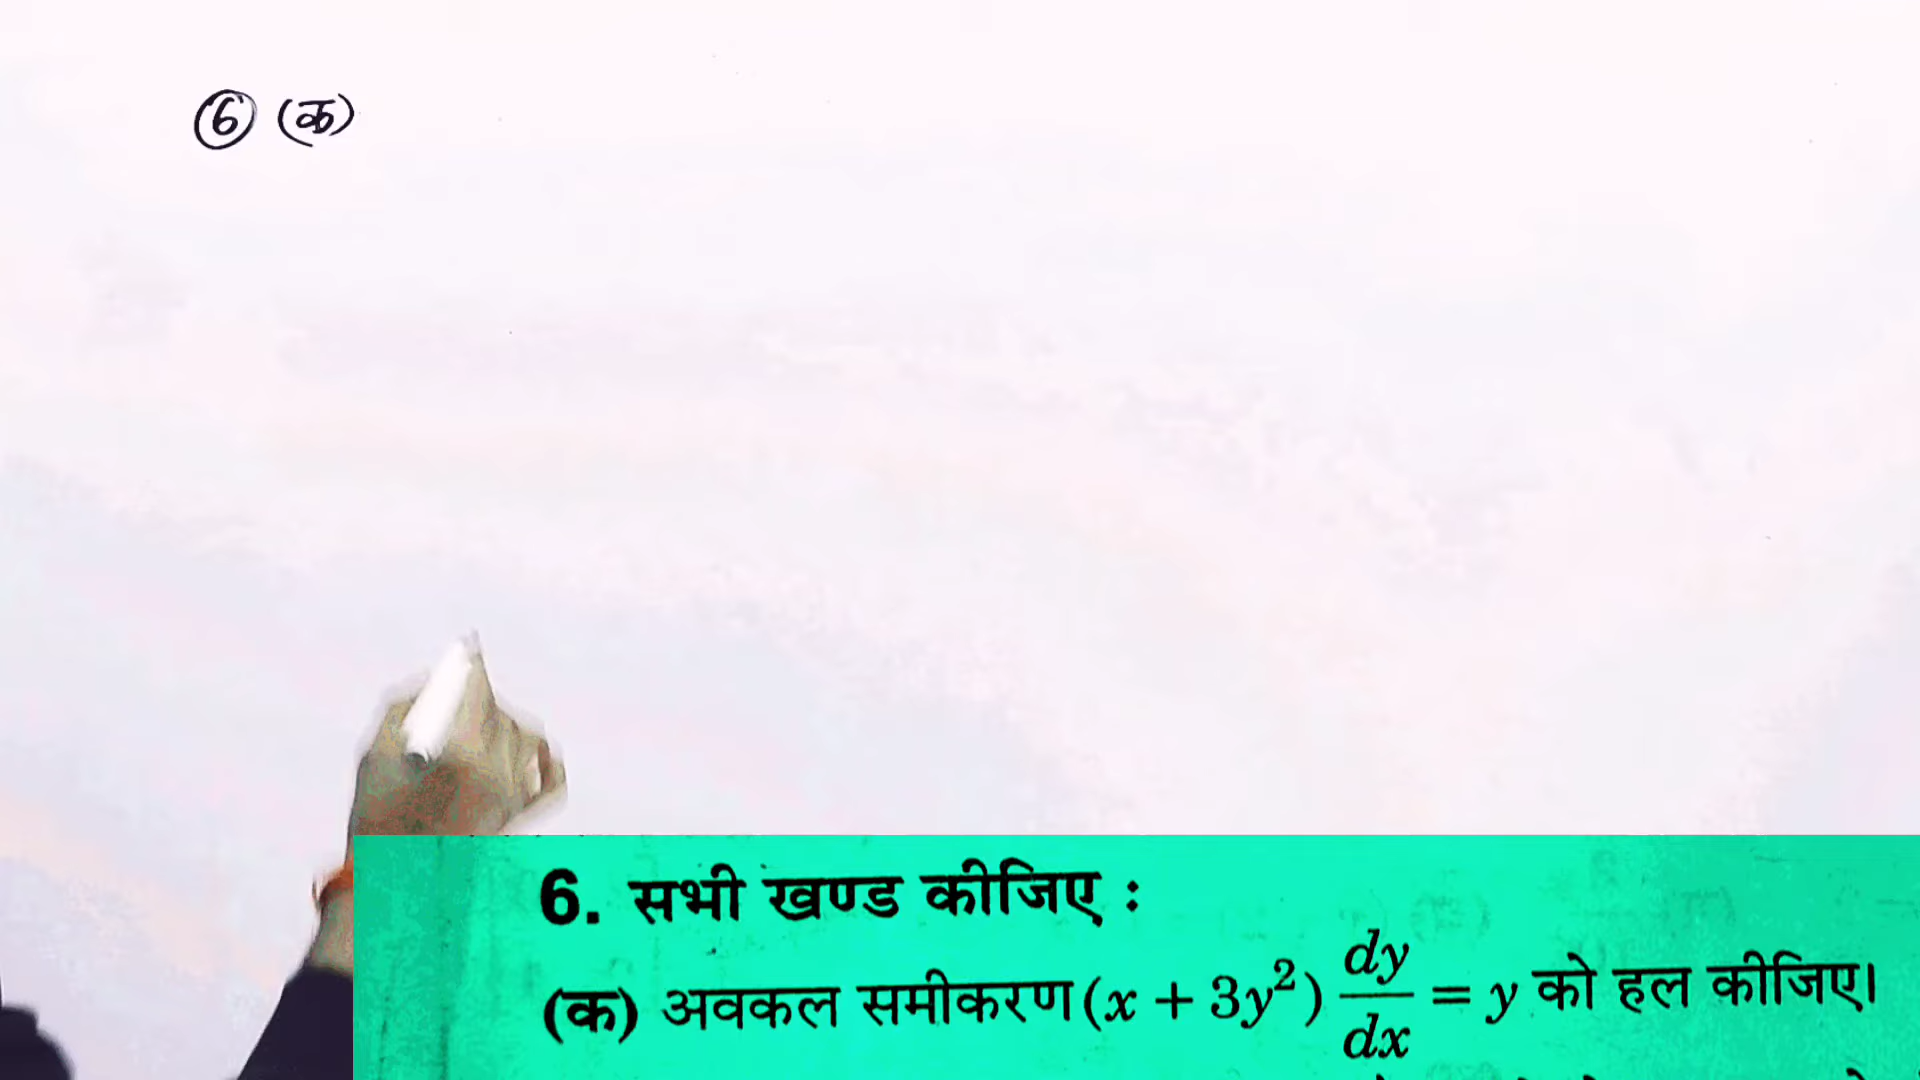 6 (क)
6. सभी खण्ड कीजिए :
(क) अवकल समीकरण (x + 3y²) dy/dx = y को हल कीजिए।